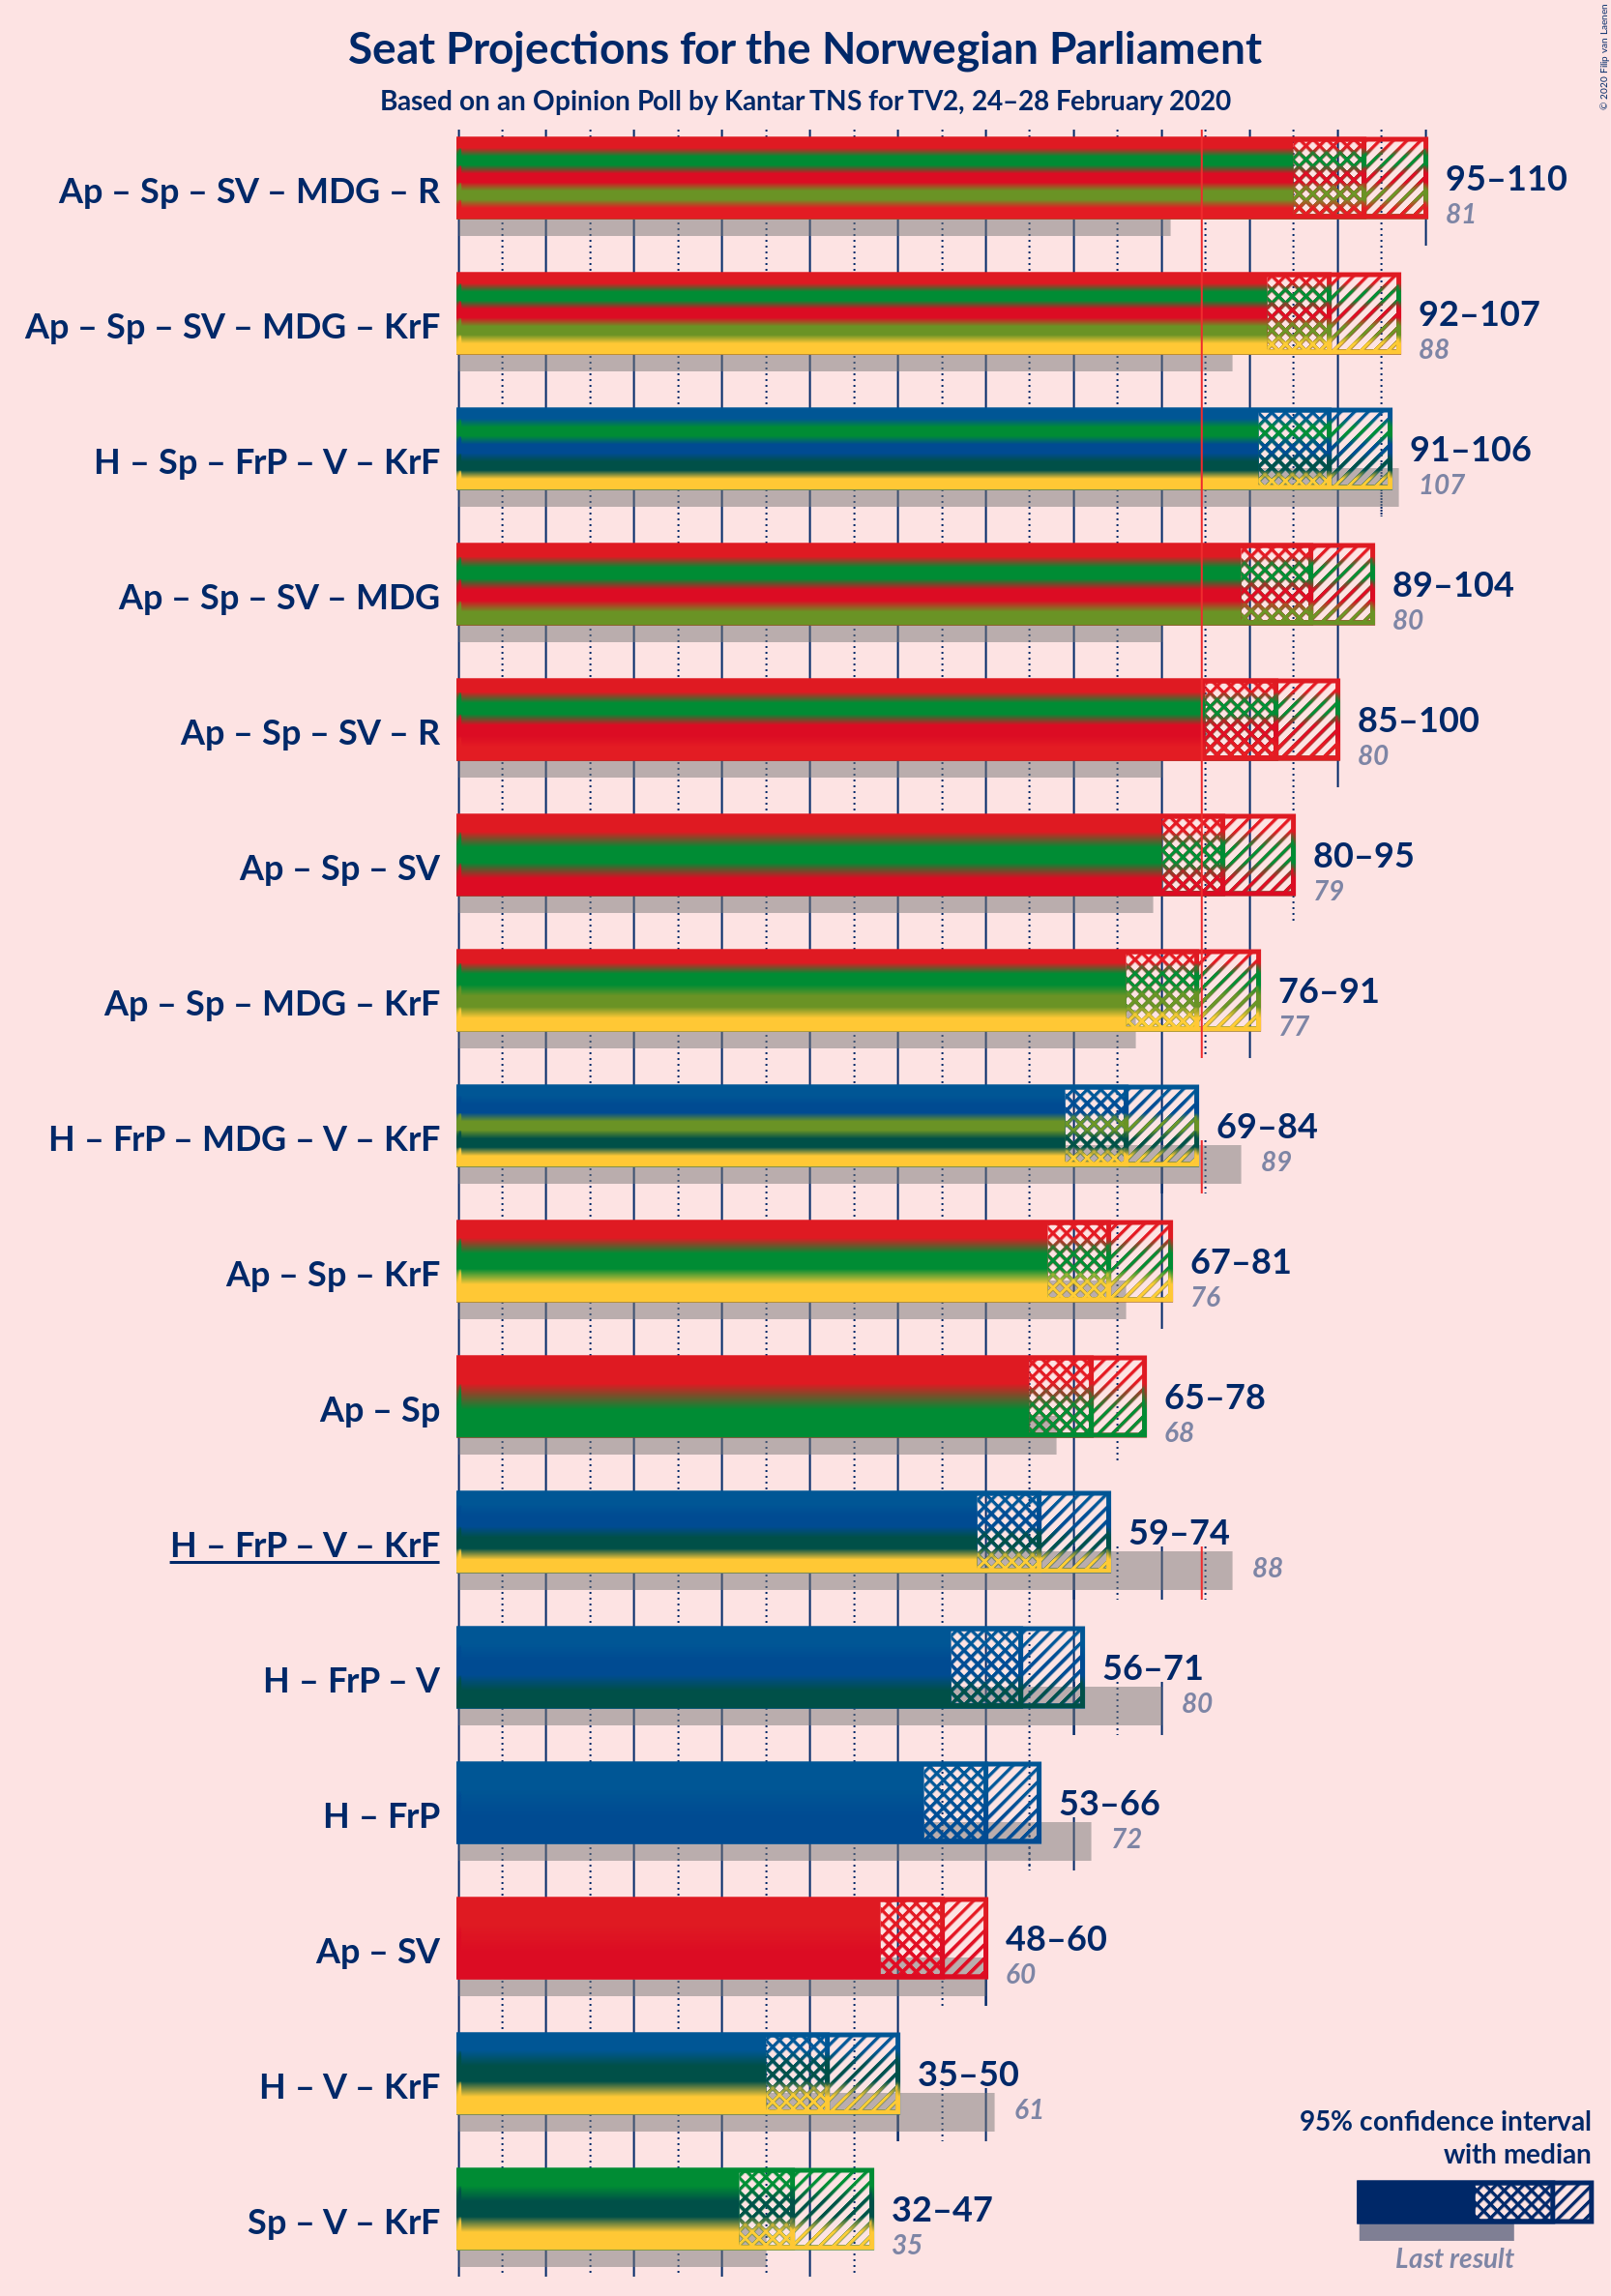 Seat Projections for the Norwegian Parliament
Based on an Opinion Poll by Kantar TNS for TV2, 24–28 February 2020
© 2020 Filip van Laenen
Ap – Sp – SV – MDG – R
95–110
81
Ap – Sp – SV – MDG – KrF
92–107
88
H – Sp – FrP – V – KrF
91–106
107
Ap – Sp – SV – MDG
89–104
80
Ap – Sp – SV – R
85–100
80
Ap – Sp – SV
80–95
79
Ap – Sp – MDG – KrF
76–91
77
H – FrP – MDG – V – KrF
69–84
89
Ap – Sp – KrF
67–81
76
Ap – Sp
65–78
68
H – FrP – V – KrF
59–74
88
H – FrP – V
56–71
80
H – FrP
53–66
72
Ap – SV
48–60
60
H – V – KrF
35–50
61
Sp – V – KrF
32–47
35
95% confidence interval
with median
Last result